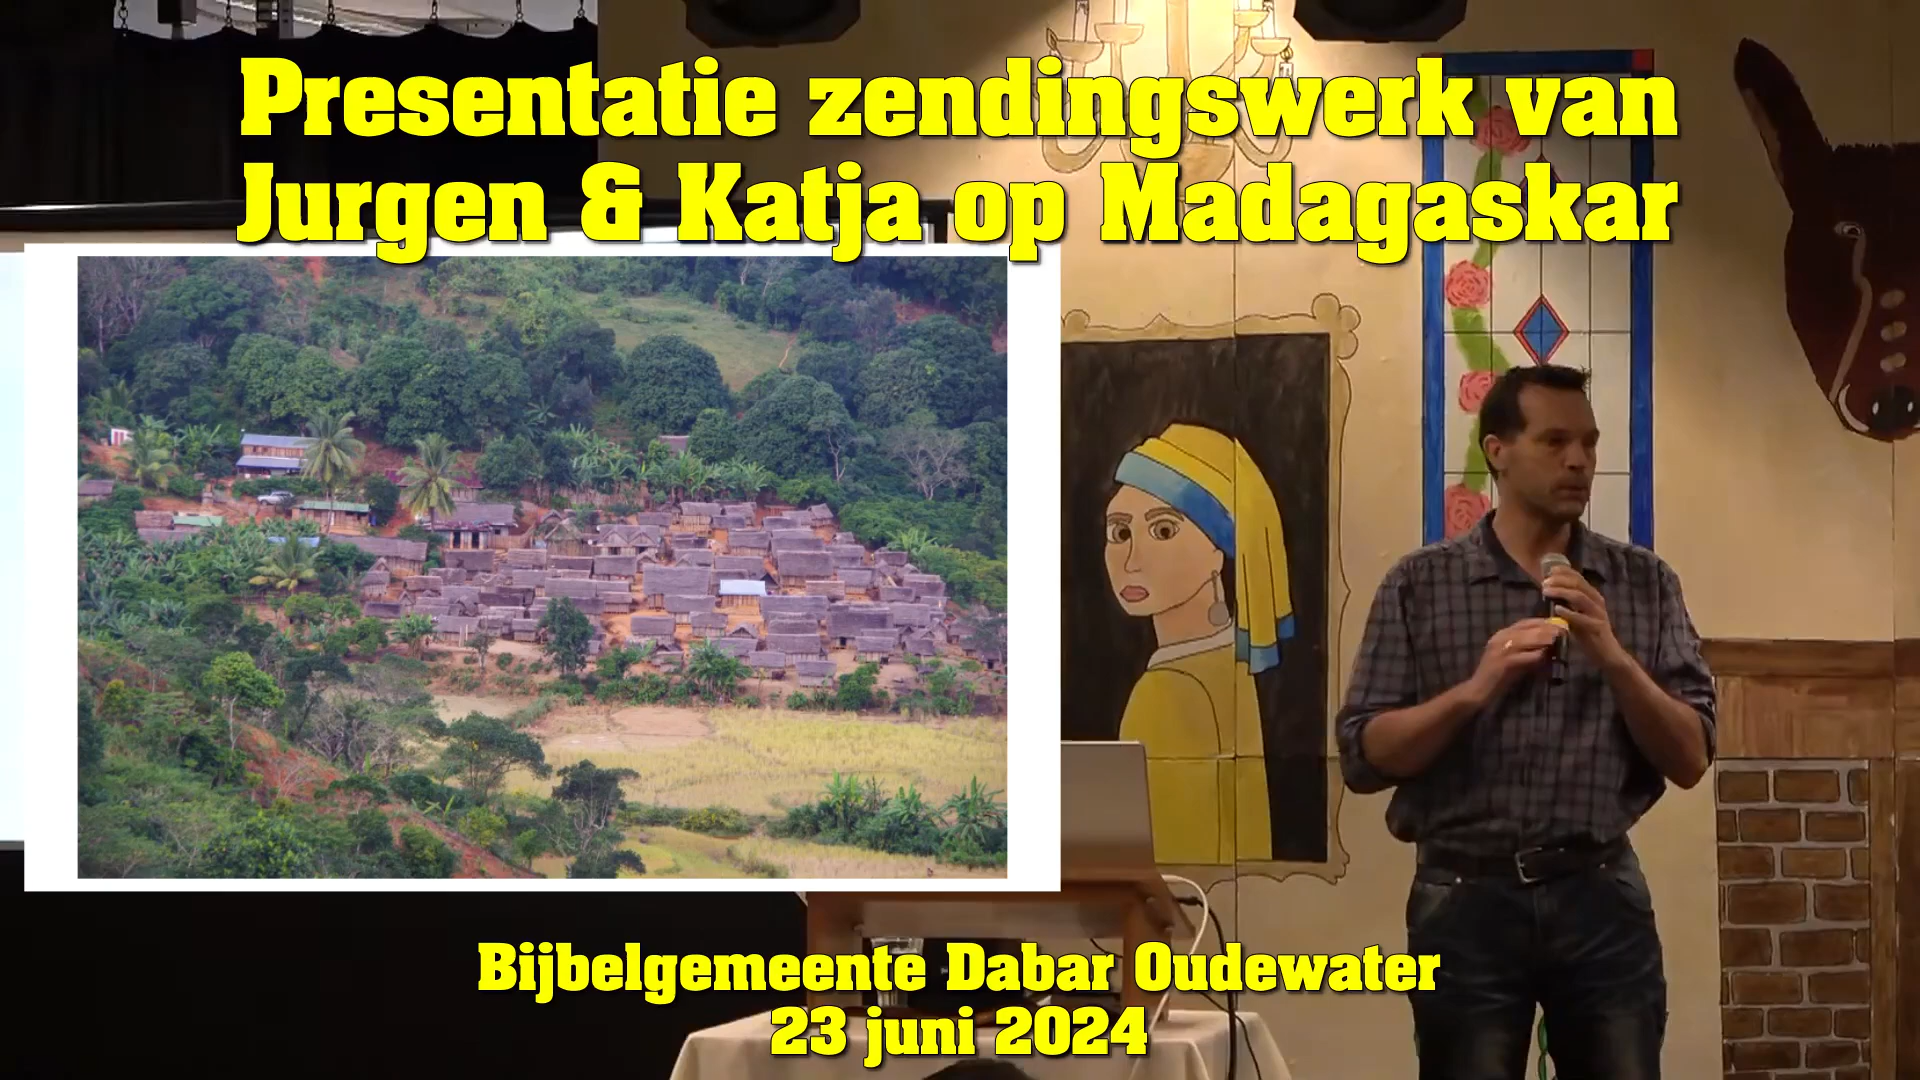 Presentatie zendingswerk van
Jurgen & Katja op Madagaskar
Bijbelgemeente Dabar Oudewater
23 juni 2024